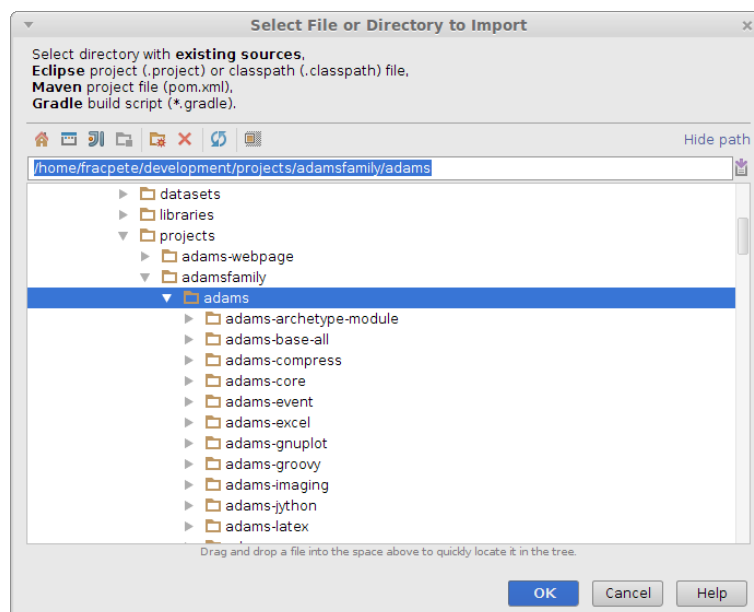 Select File or Directory to Import
Select directory with existing sources,
Eclipse project (.project) or classpath (.classpath) file,
Maven project file (pom.xml),
Gradle build script (*.gradle).
Hide path
/home/fracpete/development/projects/adamsfamily/adams
datasets
libraries
projects
adams-webpage
adamsfamily
adams
adams-archetype-module
adams-base-all
adams-compress
adams-core
adams-event
adams-excel
adams-gnuplot
adams-groovy
adams-imaging
adams-jython
adams-latex
Drag and drop a file into the space above to quickly locate it in the tree.
OK Cancel Help